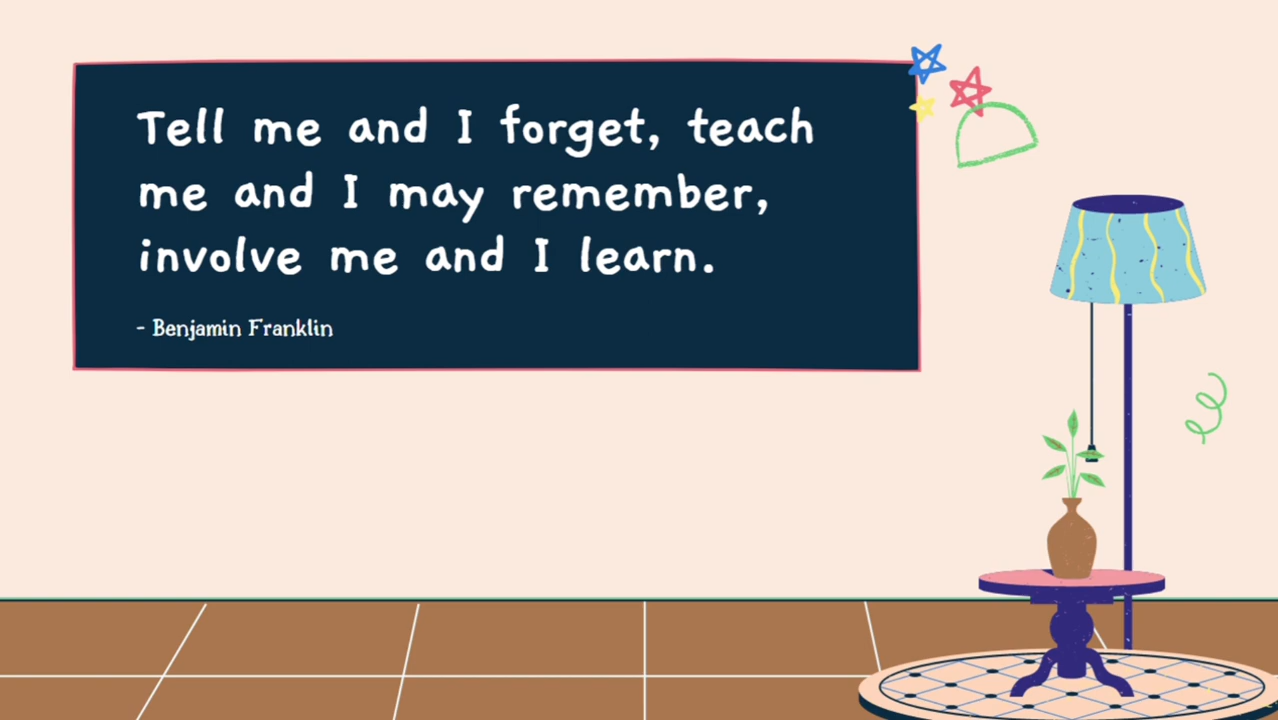 Tell me and I forget, teach
me and I may remember,
involve me and I learn.
- Benjamin Franklin